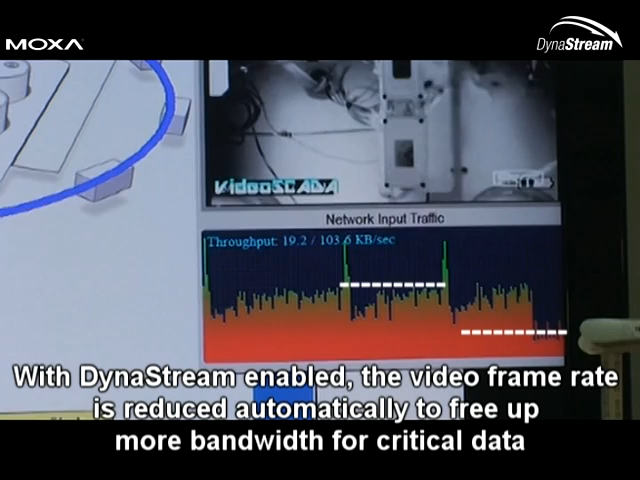 MOXA
DynaStream
VideoSCADA
Network Input Traffic
Throughput: 19.2 / 103.6 KB/sec
With DynaStream enabled, the video frame rate
is reduced automatically to free up
more bandwidth for critical data